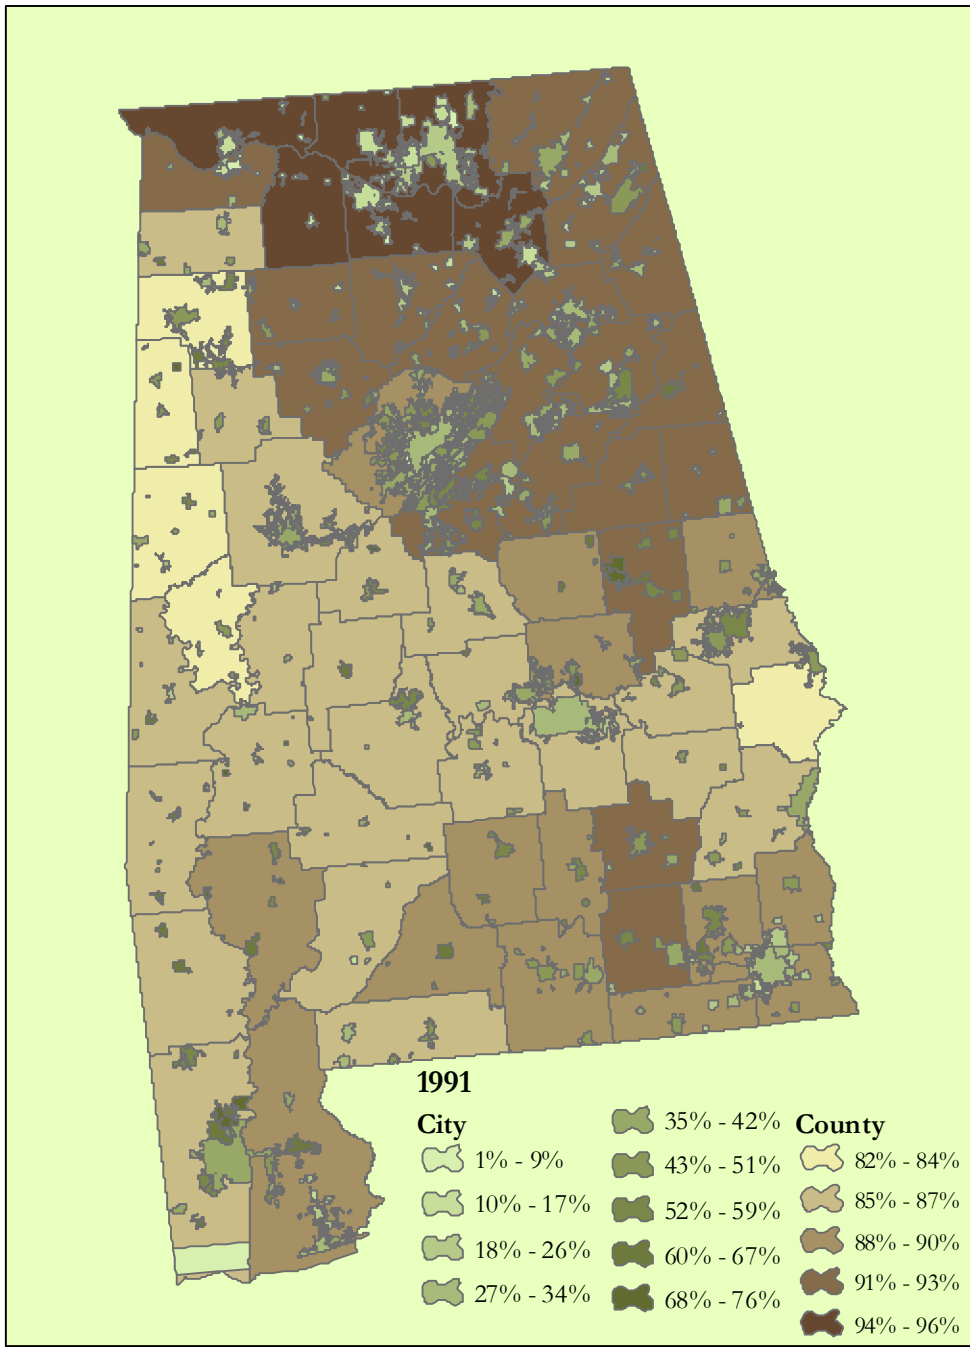 1991
City
1% - 9%
10% - 17%
18% - 26%
27% - 34%
35% - 42%
43% - 51%
52% - 59%
60% - 67%
68% - 76%
County
82% - 84%
85% - 87%
88% - 90%
91% - 93%
94% - 96%